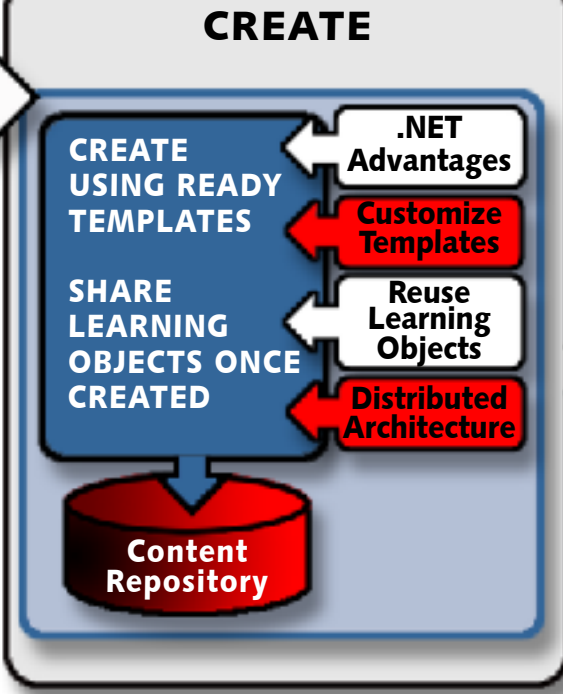 CREATE
CREATE
USING READY
TEMPLATES
SHARE
LEARNING
OBJECTS ONCE
CREATED
.NET
Advantages
Customize
Templates
Reuse
Learning
Objects
Distributed
Architecture
Content
Repository